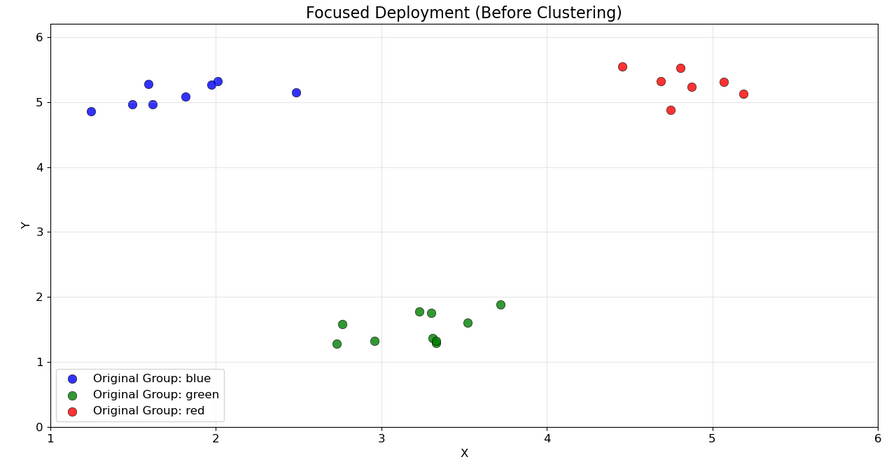 Focused Deployment (Before Clustering)
6
5
4
3
2
1
0
Y
Original Group: blue
Original Group: green
Original Group: red
1 2 3 4 5 6
X